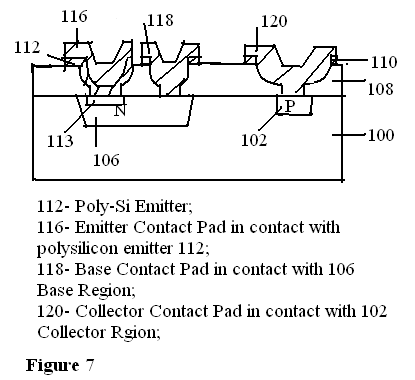 116
118
120
112
110
108
N
P
113
106
102
100
112- Poly-Si Emitter;
116- Emitter Contact Pad in contact with
polysilicon emitter 112;
118- Base Contact Pad in contact with 106
Base Region;
120- Collector Contact Pad in contact with 102
Collector Rgion;
Figure 7